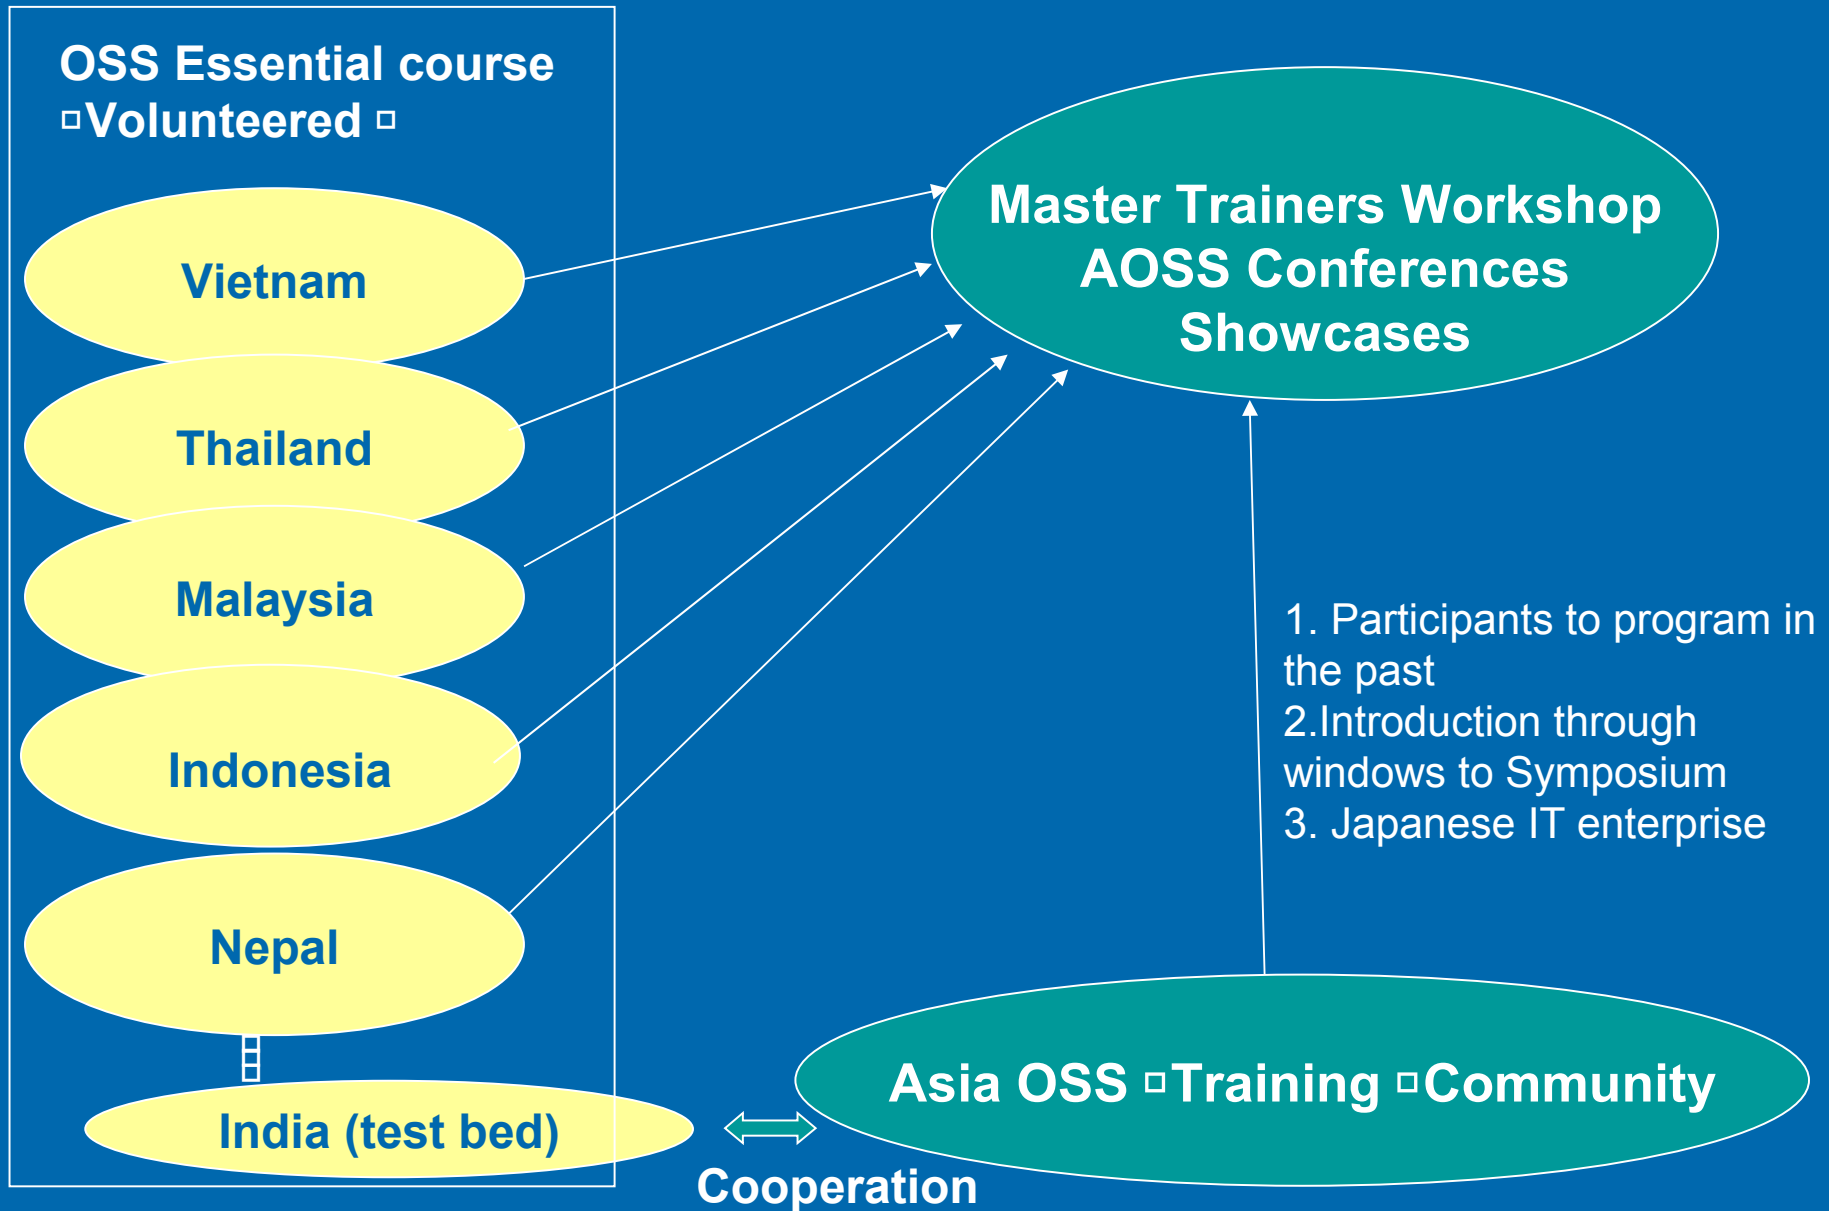 OSS Essential course
□Volunteered □
Vietnam
Thailand
Malaysia
Indonesia
Nepal
□□□
India (test bed)
Master Trainers Workshop
AOSS Conferences
Showcases
1. Participants to program in
the past
2.Introduction through
windows to Symposium
3. Japanese IT enterprise
Asia OSS □Training □Community
Cooperation